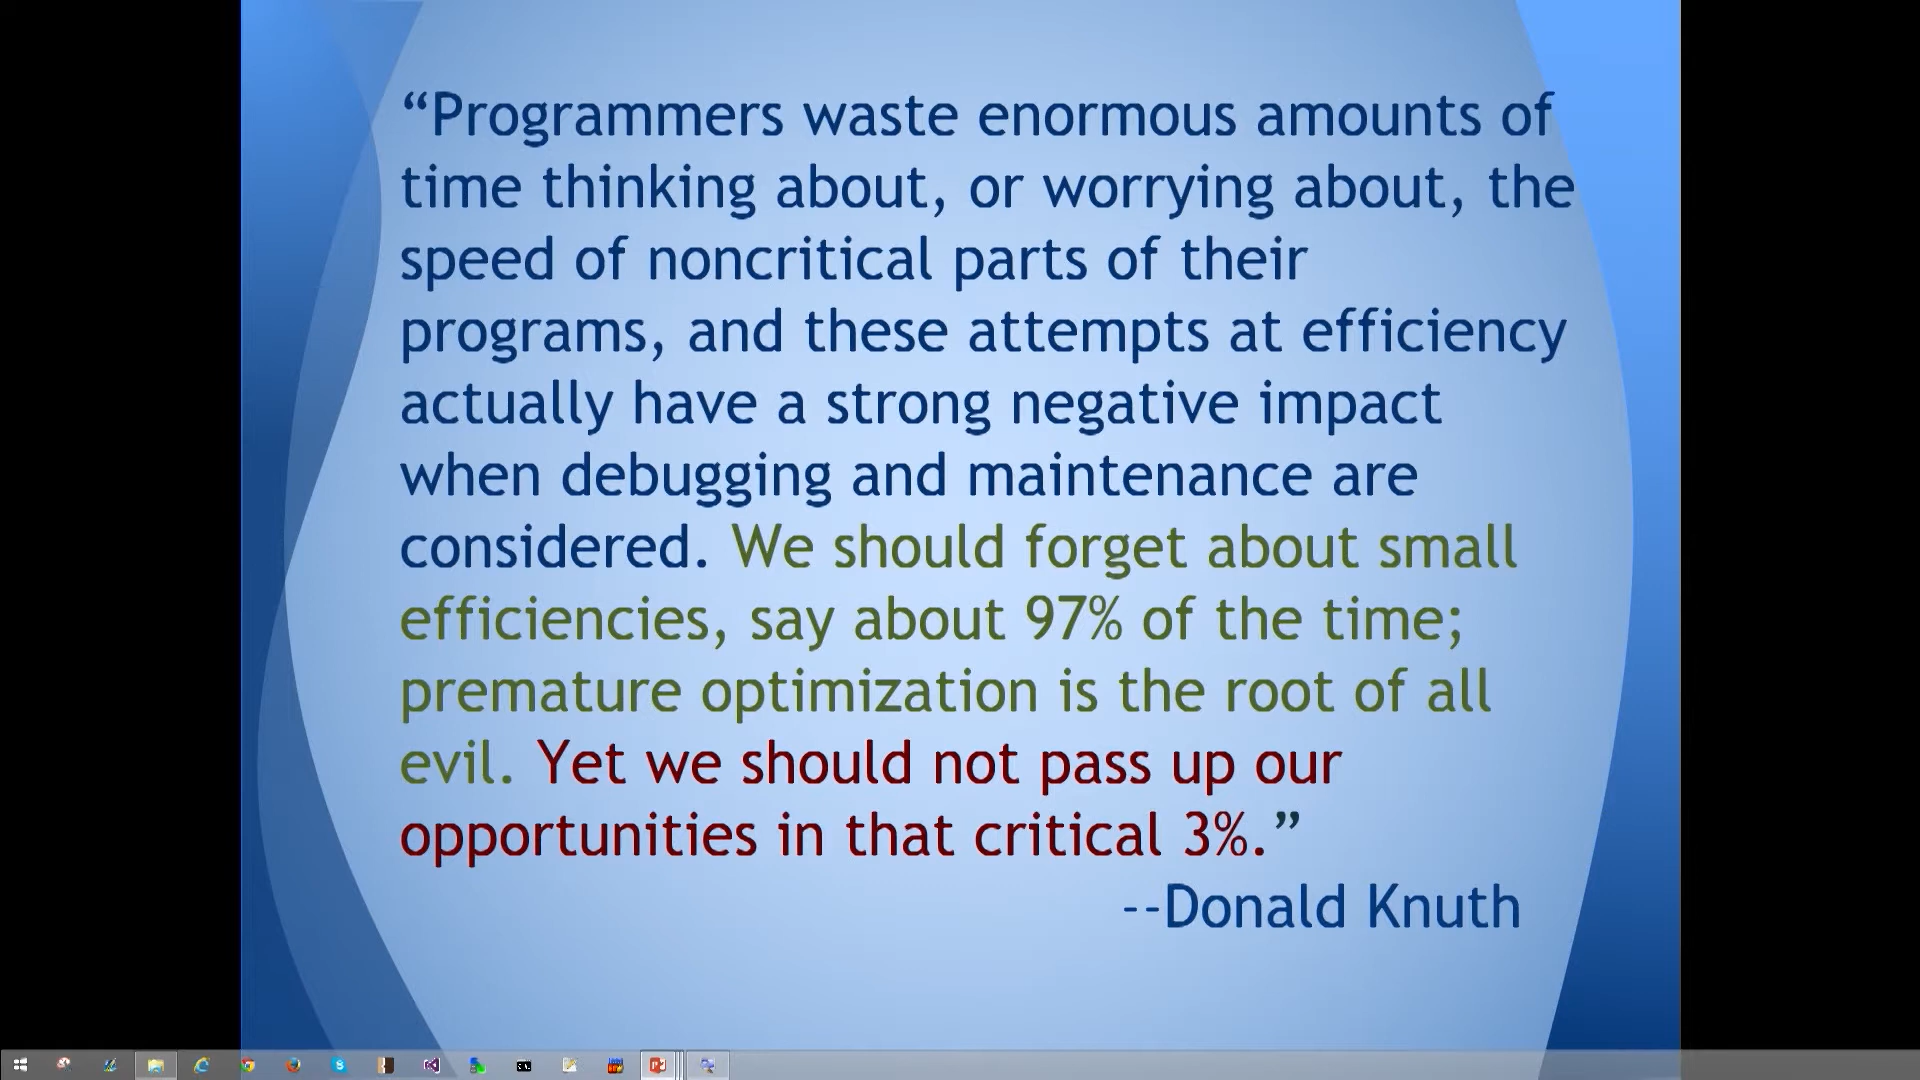 “Programmers waste enormous amounts of
time thinking about, or worrying about, the
speed of noncritical parts of their
programs, and these attempts at efficiency
actually have a strong negative impact
when debugging and maintenance are
considered. We should forget about small
efficiencies, say about 97% of the time;
premature optimization is the root of all
evil. Yet we should not pass up our
opportunities in that critical 3%.”
--Donald Knuth